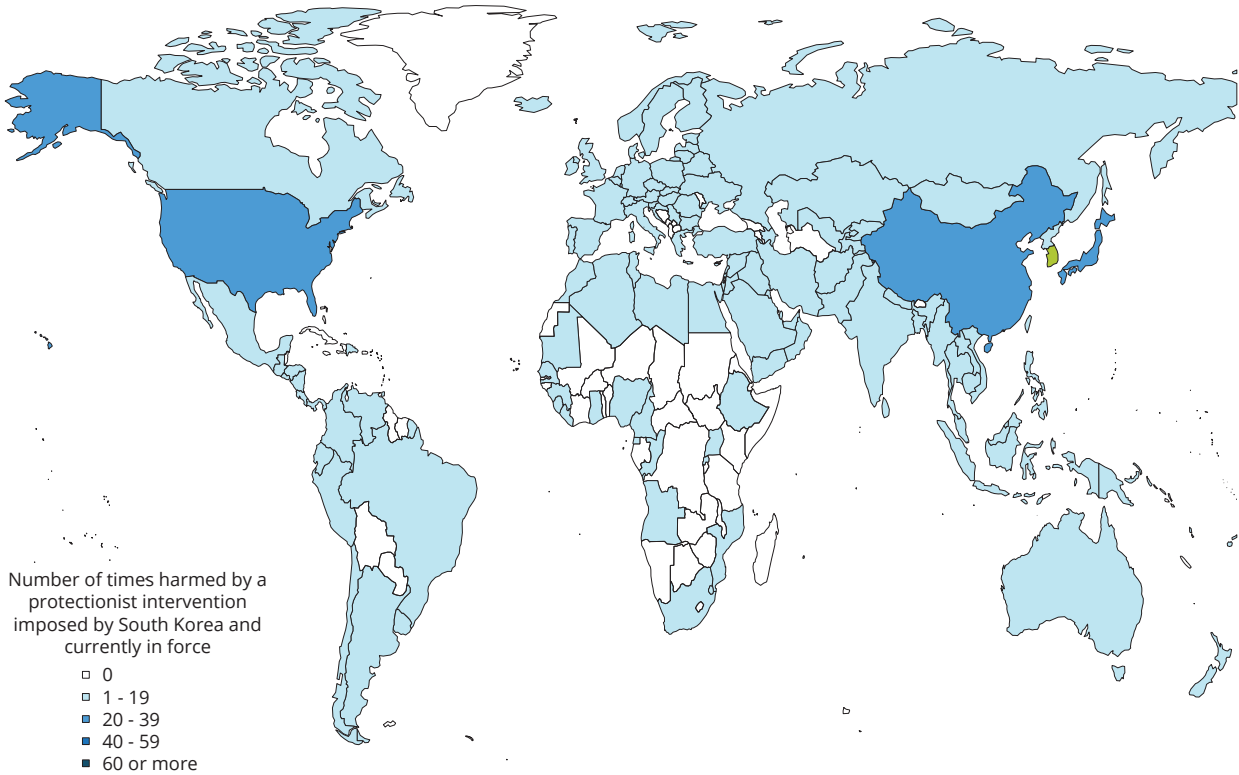 Number of times harmed by a
protectionist intervention
imposed by South Korea and
currently in force
0
1 - 19
20 - 39
40 - 59
60 or more